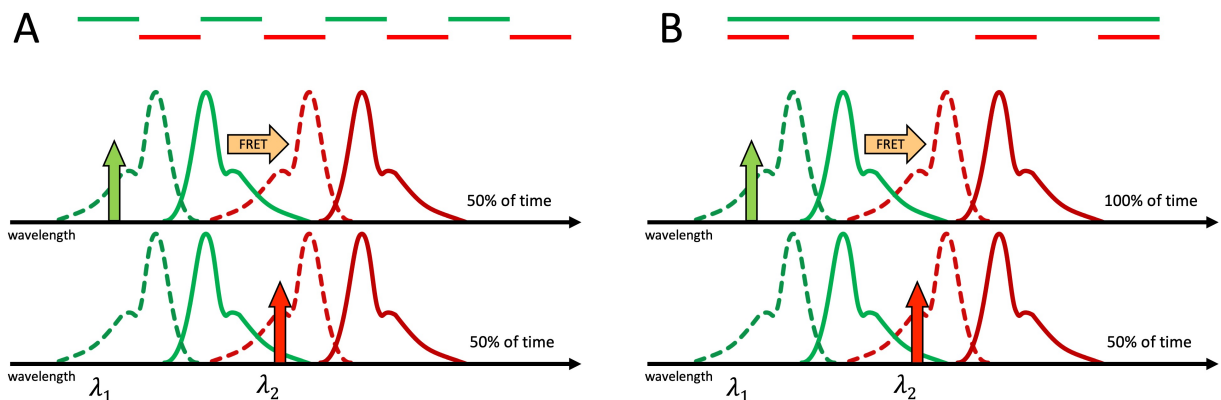 A
FRET
50% of time
wavelength
50% of time
wavelength
λ1
λ2
B
FRET
100% of time
wavelength
50% of time
wavelength
λ1
λ2